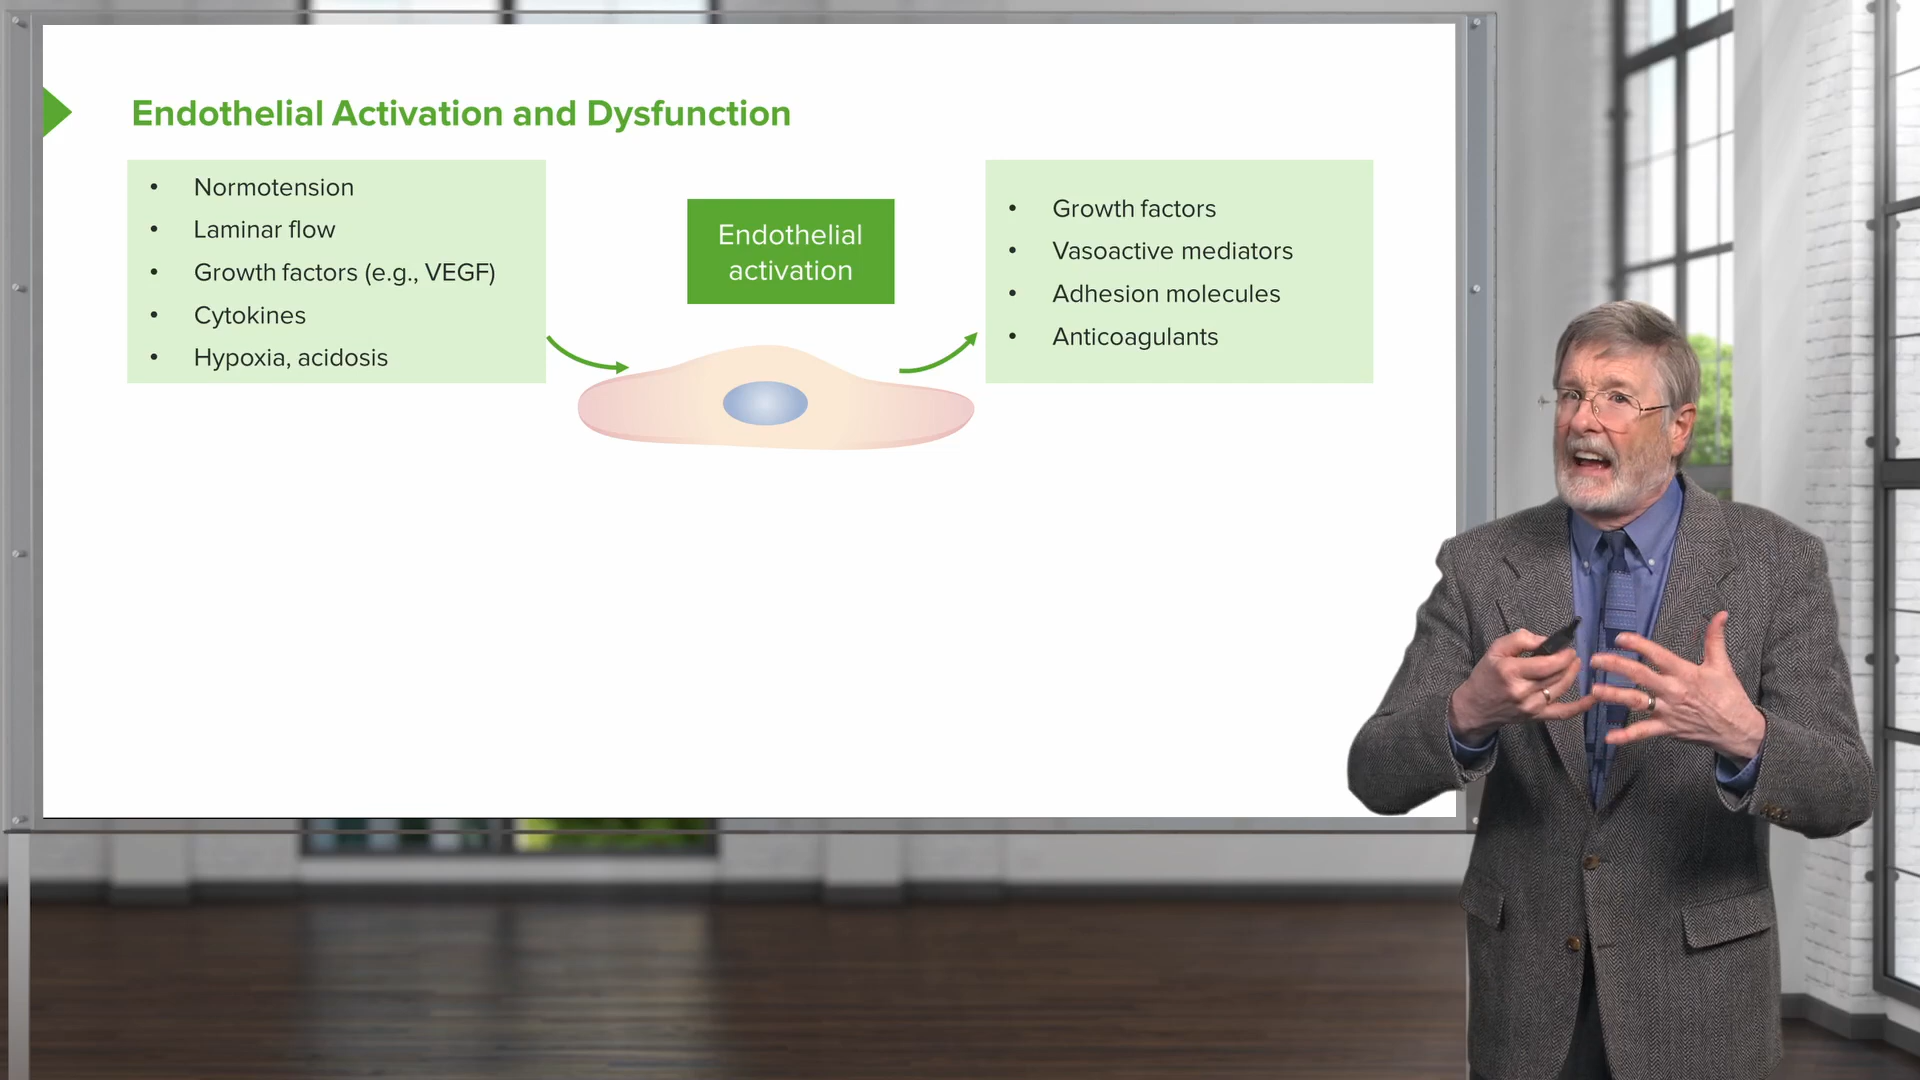 Endothelial Activation and Dysfunction
• Normotension
• Laminar flow
• Growth factors (e.g., VEGF)
• Cytokines
• Hypoxia, acidosis
Endothelial
activation
• Growth factors
• Vasoactive mediators
• Adhesion molecules
• Anticoagulants